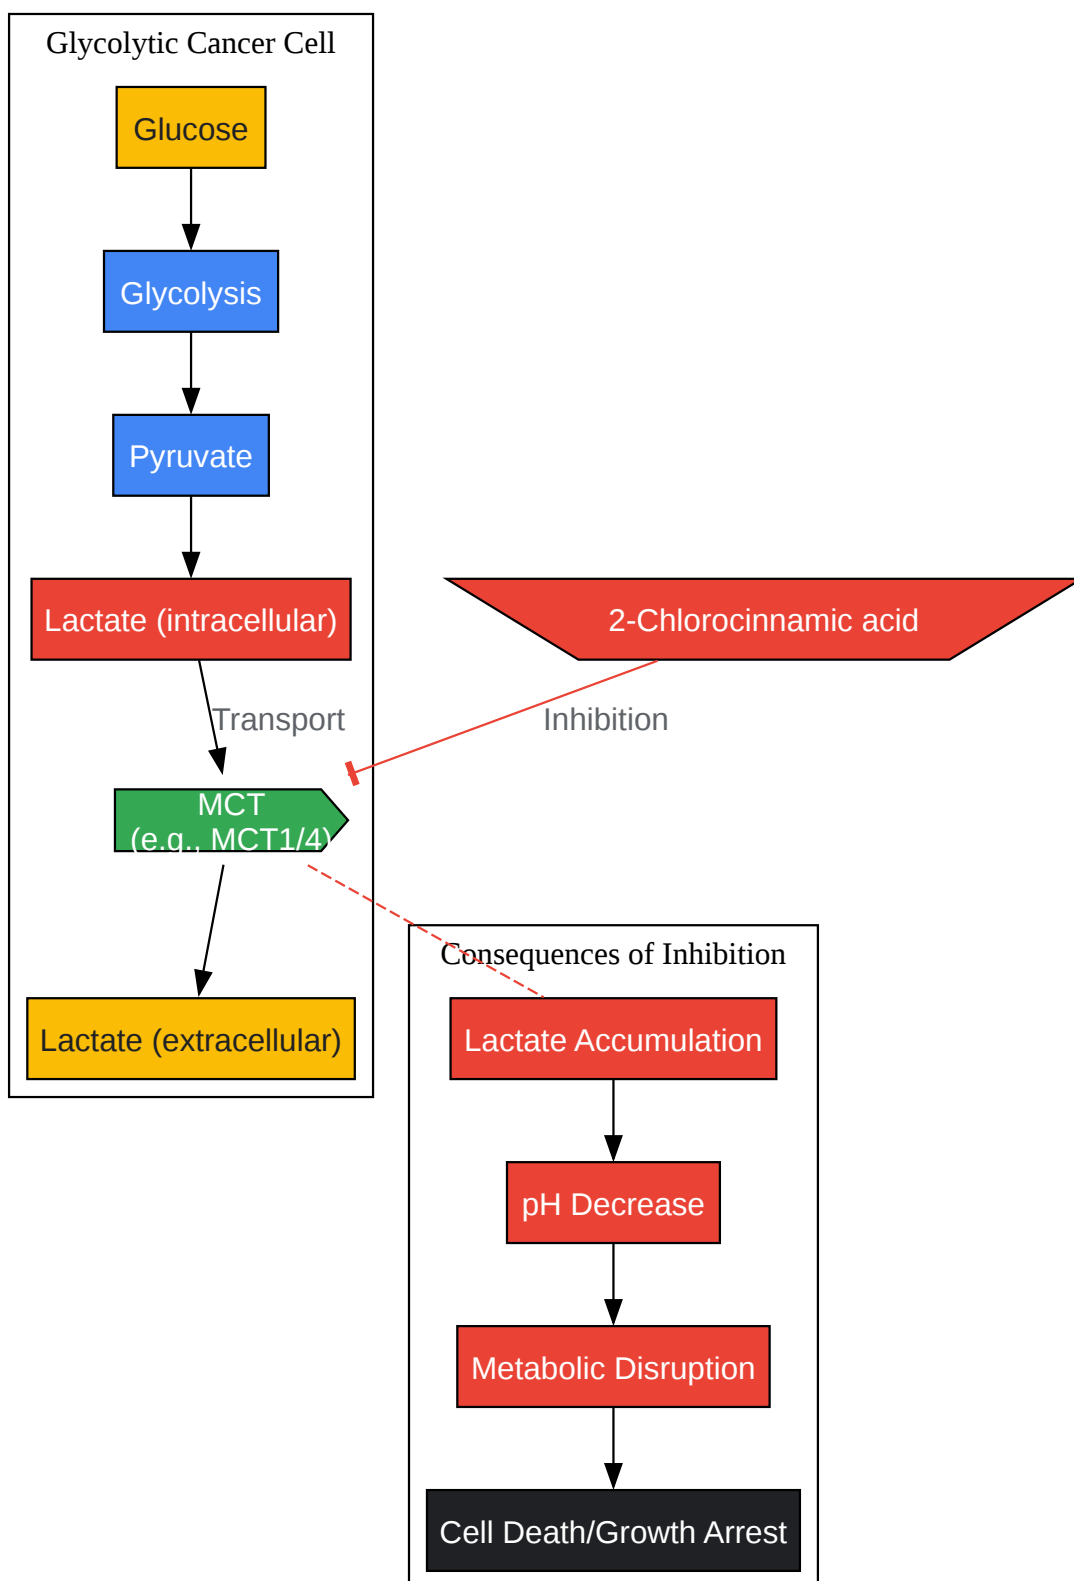 Glycolytic Cancer Cell
Glucose
Glycolysis
Pyruvate
Lactate (intracellular)
2-Chlorocinnamic acid
Transport
Inhibition
MCT
(e.g., MCT1/4)
Lactate (extracellular)
Consequences of Inhibition
Lactate Accumulation
pH Decrease
Metabolic Disruption
Cell Death/Growth Arrest